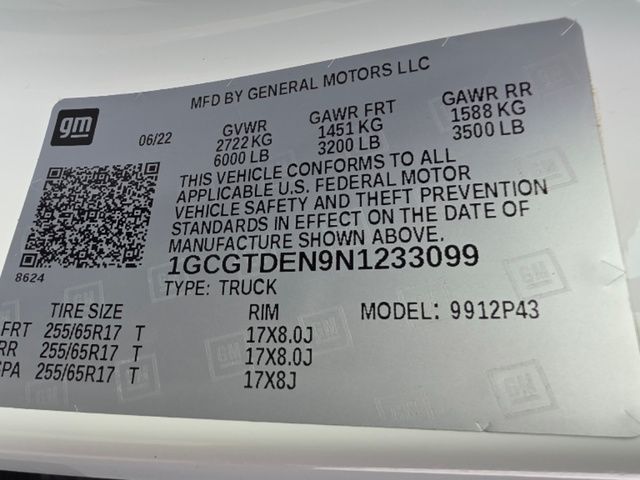 gm
MFD BY GENERAL MOTORS LLC
06/22
GVWR GAWR FRT GAWR RR
2722 KG 1451 KG 1588 KG
6000 LB 3200 LB 3500 LB
THIS VEHICLE CONFORMS TO ALL
APPLICABLE U.S. FEDERAL MOTOR
VEHICLE SAFETY AND THEFT PREVENTION
STANDARDS IN EFFECT ON THE DATE OF
MANUFACTURE SHOWN ABOVE.
8624
1GCGTDEN9N1233099
TYPE: TRUCK
TIRE SIZE RIM MODEL: 9912P43
FRT 255/65R17 T 17X8.0J
RR 255/65R17 T 17X8.0J
PA 255/65R17 T 17X8J